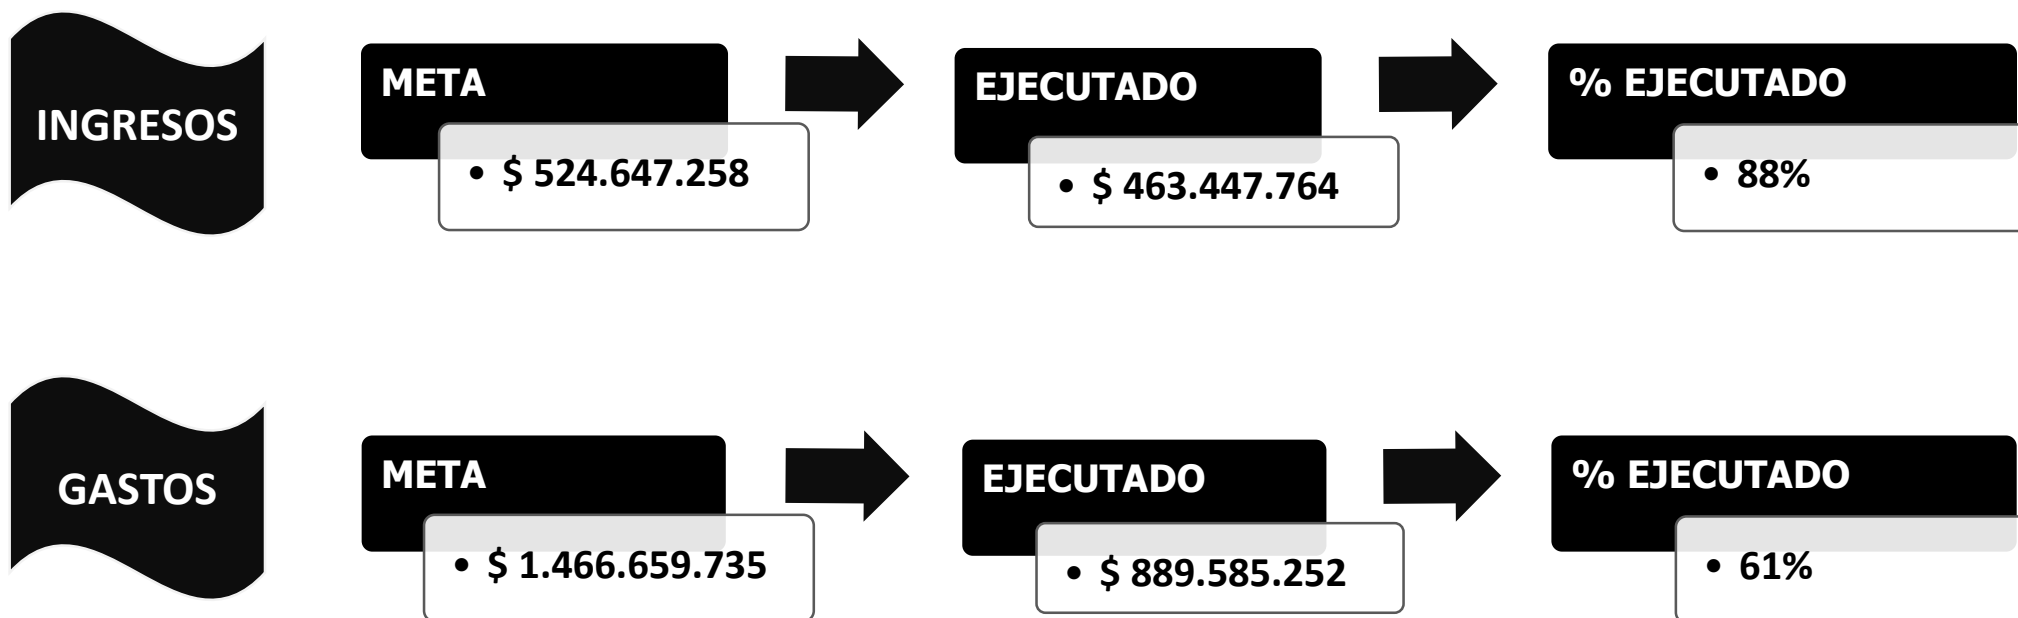 INGRESOS
META
• $ 524.647.258
EJECUTADO
• $ 463.447.764
% EJECUTADO
• 88%
GASTOS
META
• $ 1.466.659.735
EJECUTADO
• $ 889.585.252
% EJECUTADO
• 61%